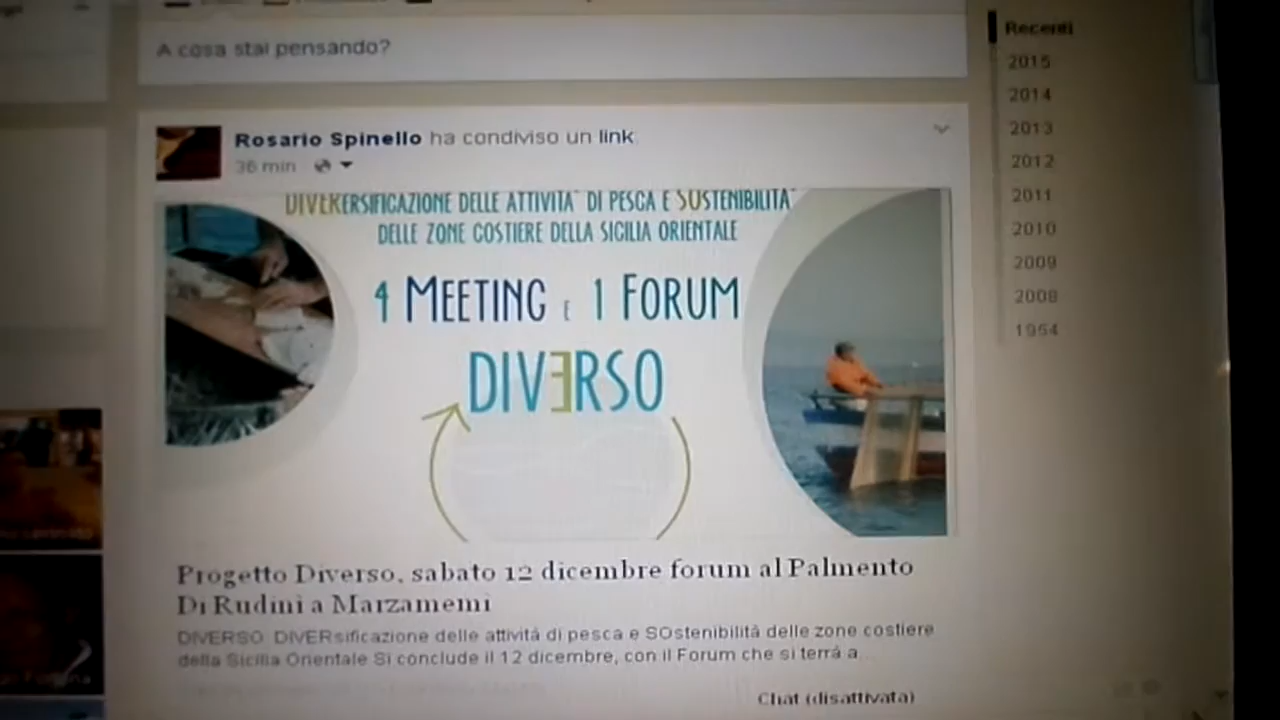 A cosa stai pensando?
Rosario Spinello ha condiviso un link
36 min
DIVERERSIFICAZIONE DELLE ATTIVITA' DI PESCA E SUSTENIBILITA'
DELLE ZONE COSTIERE DELLA SICILIA ORIENTALE
4 MEETING E 1 FORUM
DIVERSO
Progetto Diverso, sabato 12 dicembre forum al Palmento
Di Rudinì a Marzamemi
DIVERSO DIVERsificazione delle attività di pesca e SOstenibilità delle zone costiere
della Sicilia Orientale Si conclude il 12 dicembre, con il Forum che si terrà a...
Chat (disattivata)
Recenti
2015
2014
2013
2012
2011
2010
2009
2008
1954